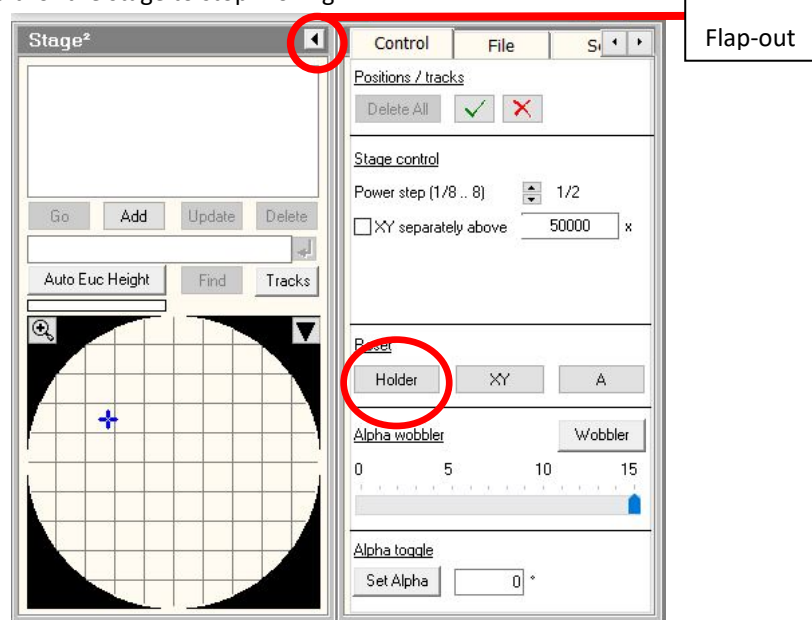 Stage²
Control File
Flap-out
Positions / tracks
Delete All
Stage control
Power step (1/8 .. 8) 1/2
XY separately above 50000 x
Go Add Update Delete
Auto Euc Height Find Tracks
Reset
Holder XY A
Alpha wobbler Wobbler
0 5 10 15
Alpha toggle
Set Alpha 0 °